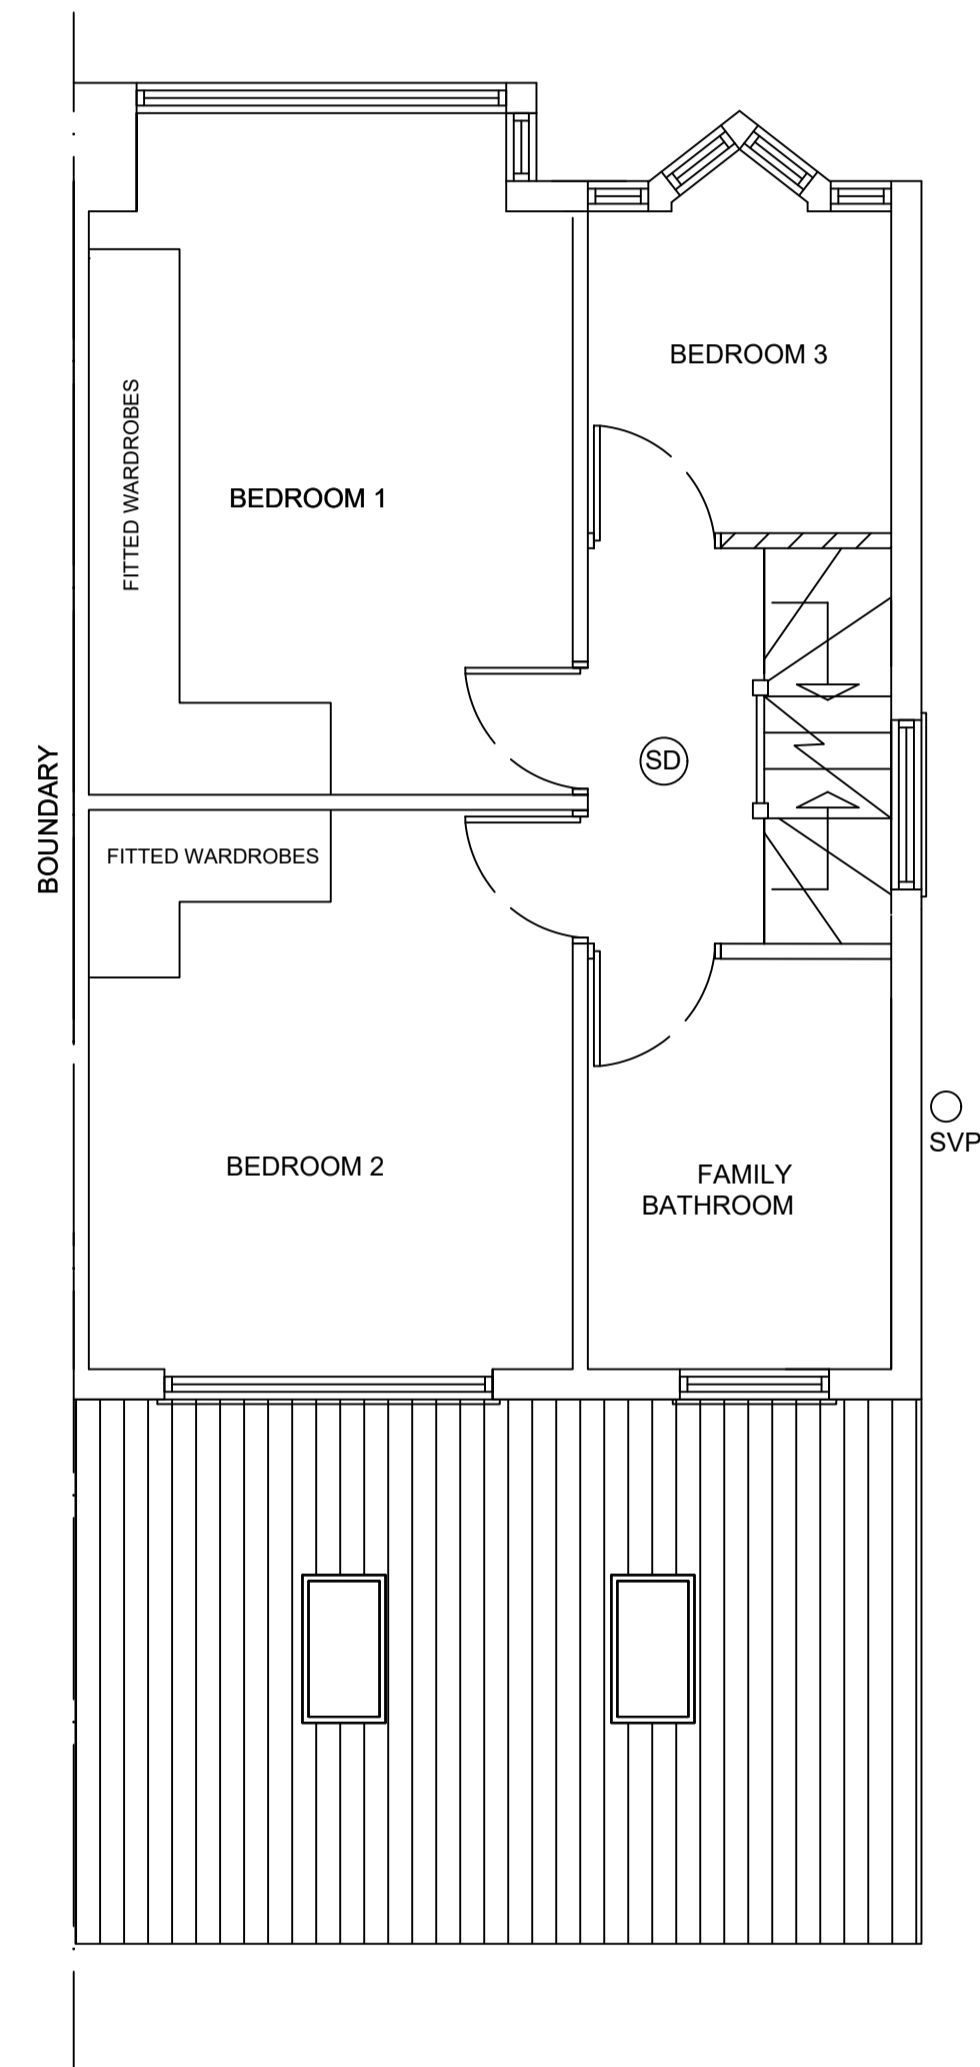 BEDROOM 3
FITTED WARDROBES
BEDROOM 1
SD
BOUNDARY
FITTED WARDROBES
SVP
BEDROOM 2
FAMILY
BATHROOM